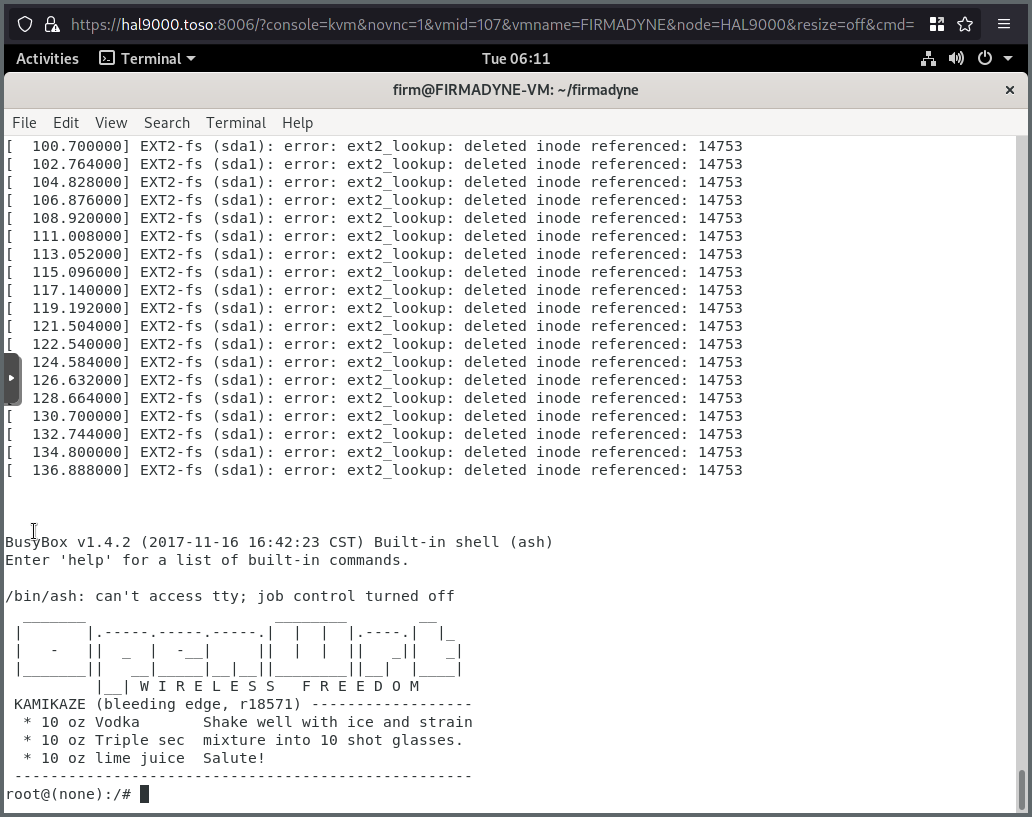 https://hal9000.toso:8006/?console=kvm&novnc=1&vmid=107&vmname=FIRMADYNE&node=HAL9000&resize=off&cmd=
Activities Terminal Tue 06:11
firm@FIRMADYNE-VM: ~/firmadyne ×
File Edit View Search Terminal Help
[  100.700000] EXT2-fs (sda1): error: ext2_lookup: deleted inode referenced: 14753
[  102.764000] EXT2-fs (sda1): error: ext2_lookup: deleted inode referenced: 14753
[  104.828000] EXT2-fs (sda1): error: ext2_lookup: deleted inode referenced: 14753
[  106.876000] EXT2-fs (sda1): error: ext2_lookup: deleted inode referenced: 14753
[  108.920000] EXT2-fs (sda1): error: ext2_lookup: deleted inode referenced: 14753
[  111.008000] EXT2-fs (sda1): error: ext2_lookup: deleted inode referenced: 14753
[  113.052000] EXT2-fs (sda1): error: ext2_lookup: deleted inode referenced: 14753
[  115.096000] EXT2-fs (sda1): error: ext2_lookup: deleted inode referenced: 14753
[  117.140000] EXT2-fs (sda1): error: ext2_lookup: deleted inode referenced: 14753
[  119.192000] EXT2-fs (sda1): error: ext2_lookup: deleted inode referenced: 14753
[  121.504000] EXT2-fs (sda1): error: ext2_lookup: deleted inode referenced: 14753
[  122.540000] EXT2-fs (sda1): error: ext2_lookup: deleted inode referenced: 14753
[  124.584000] EXT2-fs (sda1): error: ext2_lookup: deleted inode referenced: 14753
[  126.632000] EXT2-fs (sda1): error: ext2_lookup: deleted inode referenced: 14753
[  128.664000] EXT2-fs (sda1): error: ext2_lookup: deleted inode referenced: 14753
[  130.700000] EXT2-fs (sda1): error: ext2_lookup: deleted inode referenced: 14753
[  132.744000] EXT2-fs (sda1): error: ext2_lookup: deleted inode referenced: 14753
[  134.800000] EXT2-fs (sda1): error: ext2_lookup: deleted inode referenced: 14753
[  136.888000] EXT2-fs (sda1): error: ext2_lookup: deleted inode referenced: 14753
BusyBox v1.4.2 (2017-11-16 16:42:23 CST) Built-in shell (ash)
Enter 'help' for a list of built-in commands.
/bin/ash: can't access tty; job control turned off
  _______                     ________        __
 |       |.-----.-----.-----.|  |  |  |.----.|  |_
 |   -   ||  _  |  -__|     ||  |  |  ||   _||   _|
 |_______||   __|_____|__|__||________||__|  |____|
          |__| W I R E L E S S   F R E E D O M
 KAMIKAZE (bleeding edge, r18571) ------------------
  * 10 oz Vodka       Shake well with ice and strain
  * 10 oz Triple sec  mixture into 10 shot glasses.
  * 10 oz lime juice  Salute!
 ---------------------------------------------------
root@(none):/#